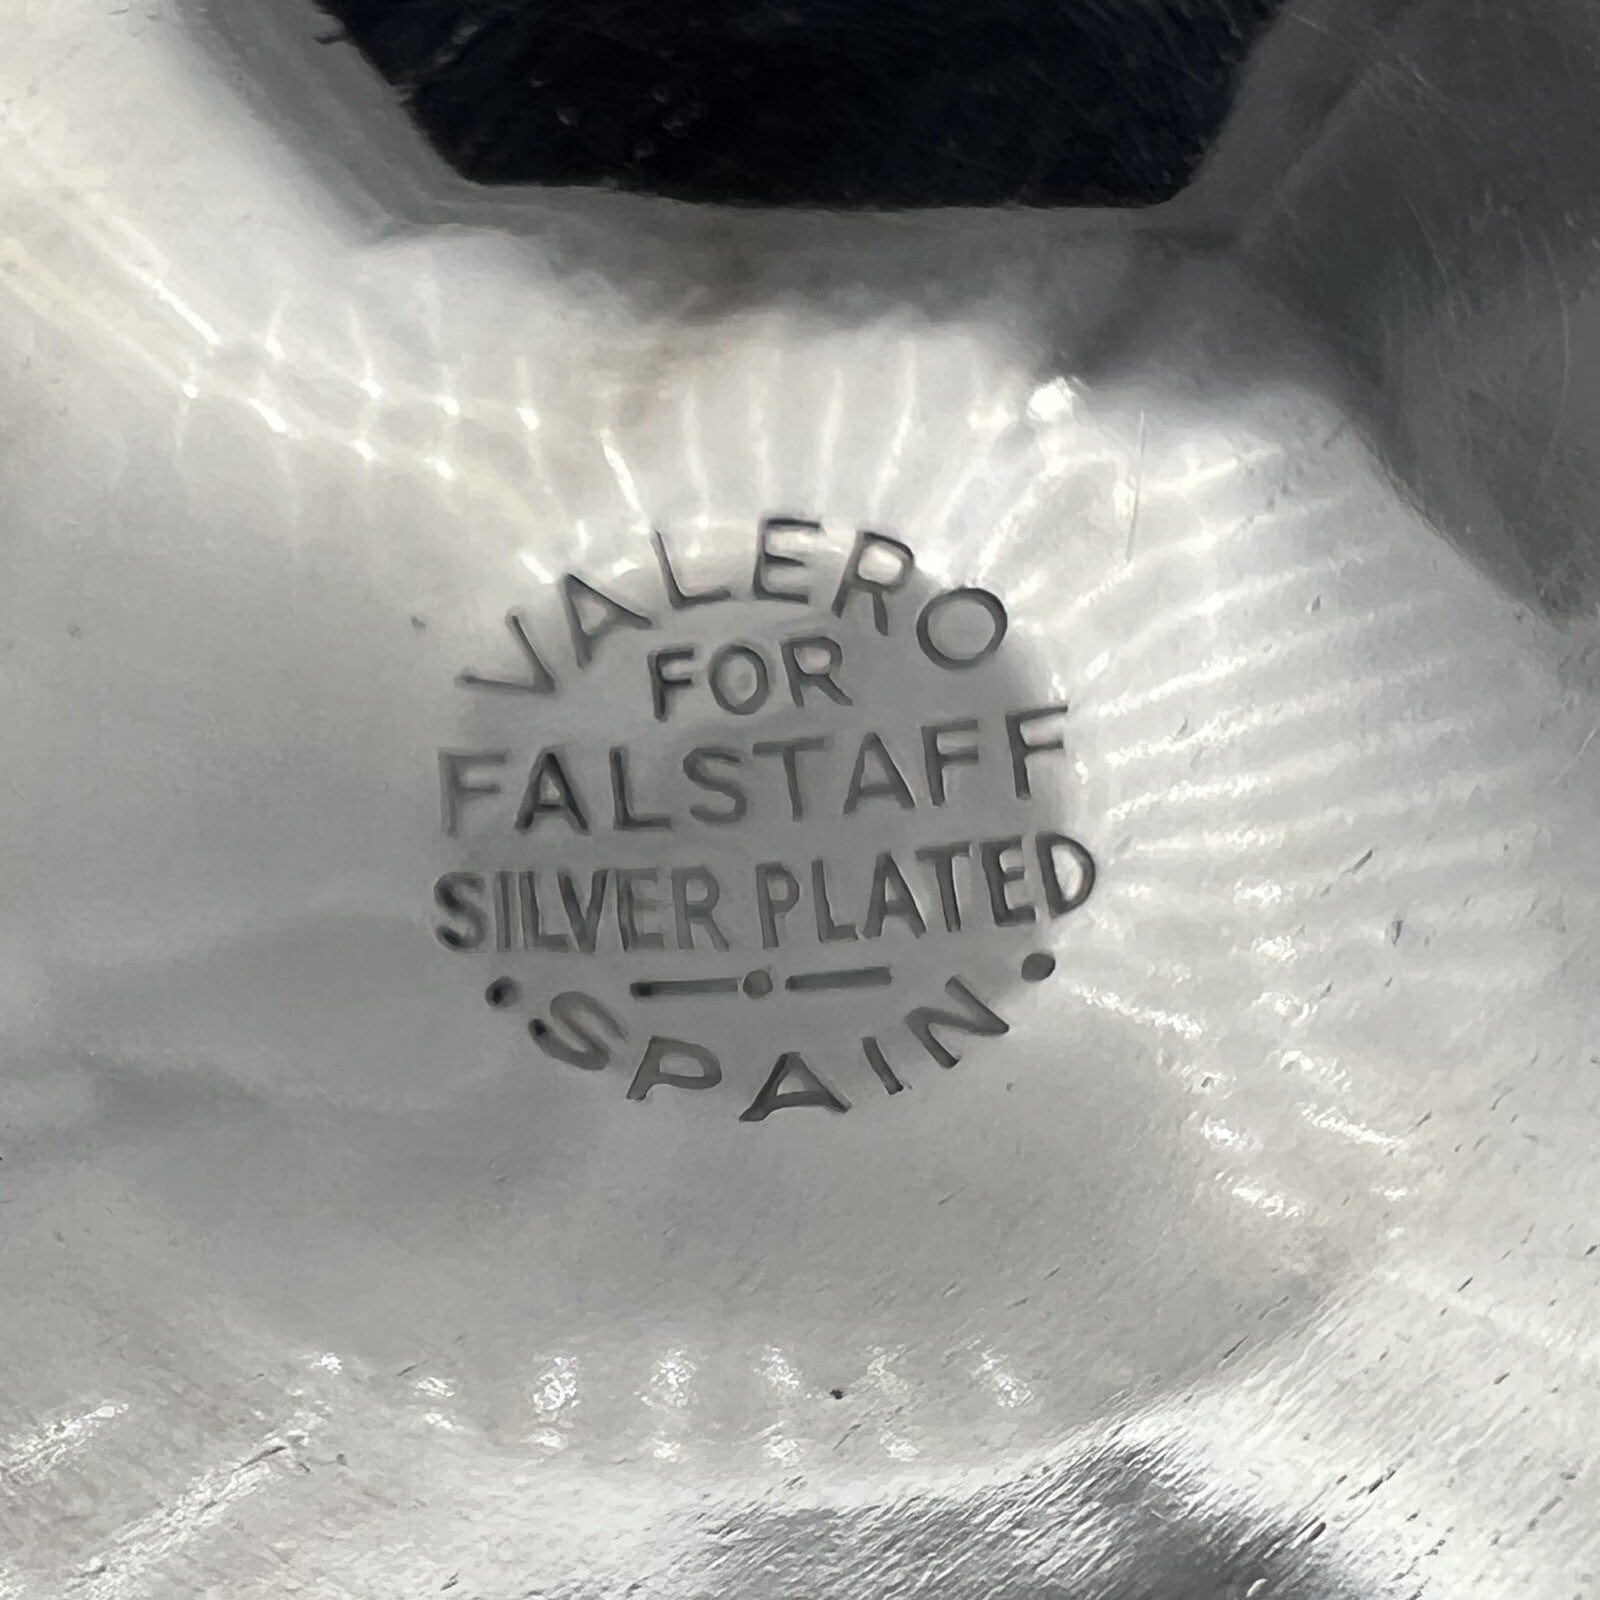 VALERO
FOR
FALSTAFF
SILVER PLATED
SPAIN